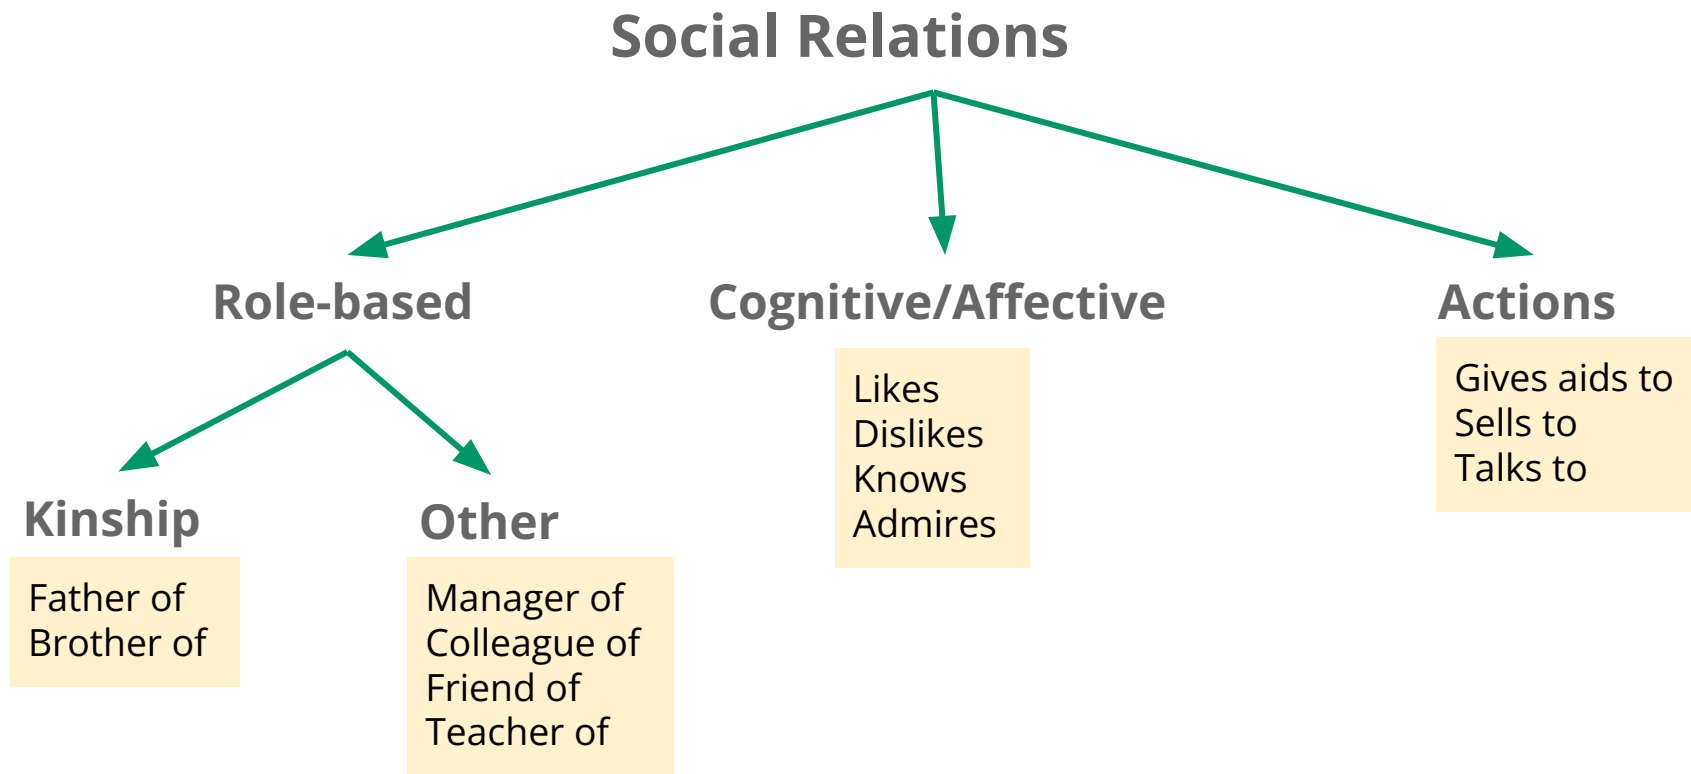 Social Relations
Role-based
Cognitive/Affective
Actions
Likes
Dislikes
Knows
Admires
Gives aids to
Sells to
Talks to
Kinship
Other
Father of
Brother of
Manager of
Colleague of
Friend of
Teacher of